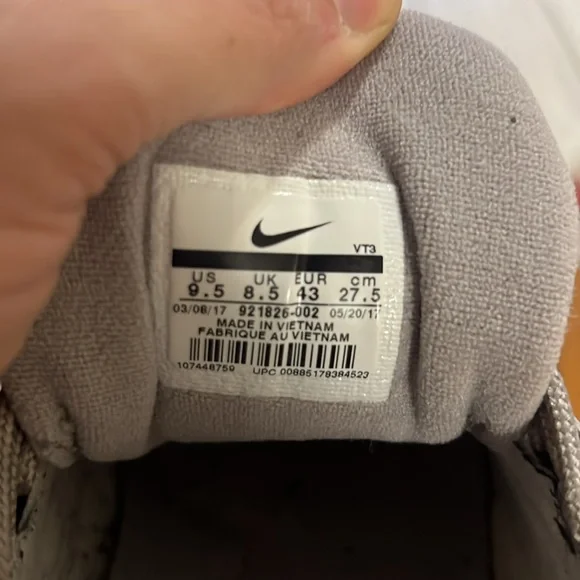 VT3
US UK EUR cm
9.5 8.5 43 27.5
03/08/17 921826-002 05/20/17
MADE IN VIETNAM
FABRIQUE AU VIETNAM
107448759 UPC 00885178384523